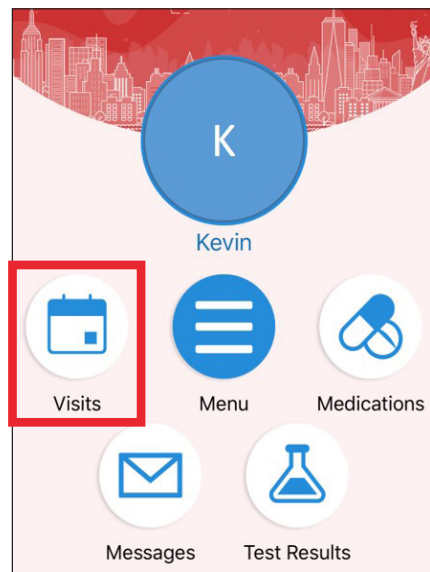 K
Kevin
Visits
Menu
Medications
Messages
Test Results